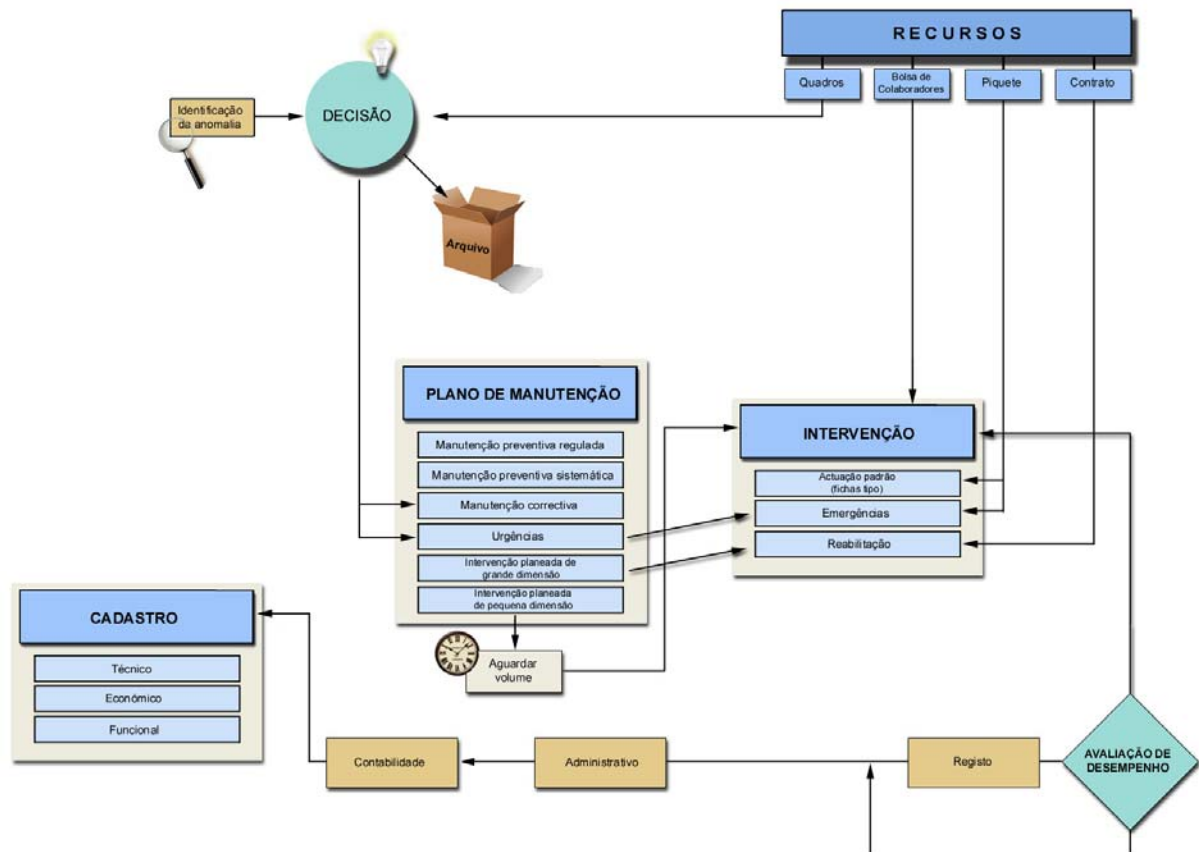 RECURSOS
Quadros
Bolsa de
Colaboradores
Piquete
Contrato
Identificação
da anomalia
DECISÃO
Arquivo
PLANO DE MANUTENÇÃO
Manutenção preventiva regulada
Manutenção preventiva sistemática
Manutenção correctiva
Urgências
Intervenção planeada de
grande dimensão
Intervenção planeada
de pequena dimensão
Aguardar
volume
INTERVENÇÃO
Actuação padrão
(fichas tipo)
Emergências
Reabilitação
CADASTRO
Técnico
Económico
Funcional
Contabilidade
Administrativo
Registo
AVALIAÇÃO DE
DESEMPENHO